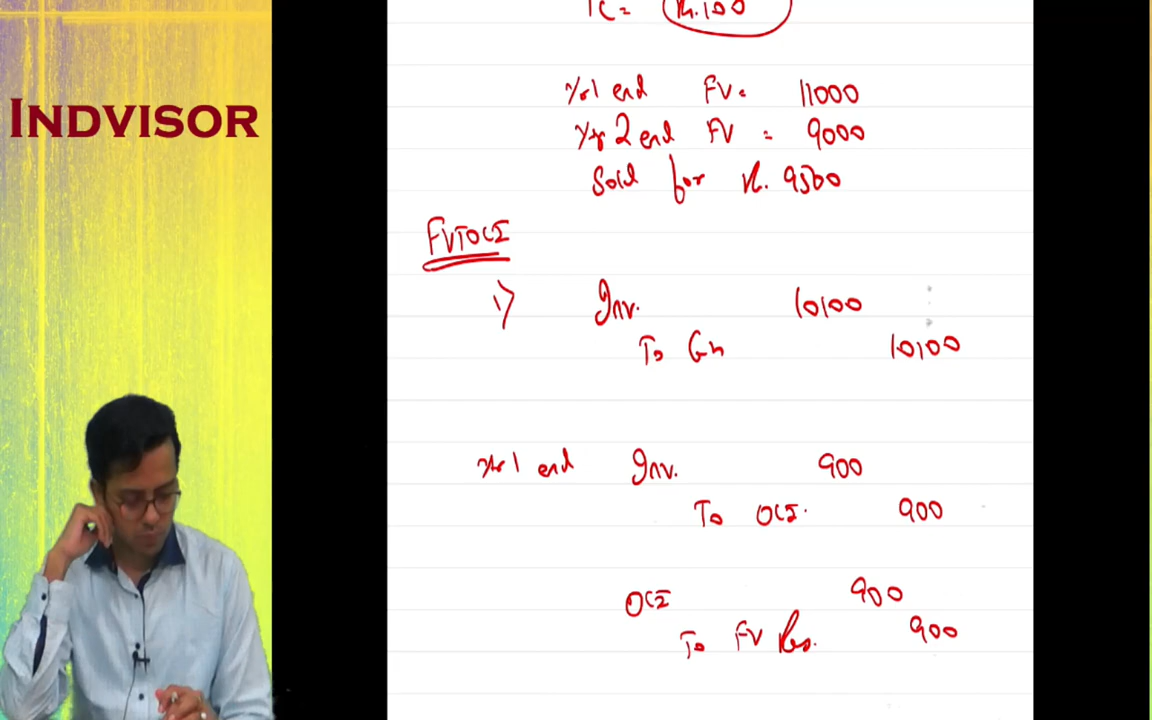 INDVISOR
TC = Rs. 100
Yr 1 end FV = 11000
Yr 2 end FV = 9000
Sold for Rs. 9500
FVTOCI
1) Inv. 10100
To Csh 10100
Yr 1 end Inv. 900
To OCI. 900
OCI 900
To FV Res. 900